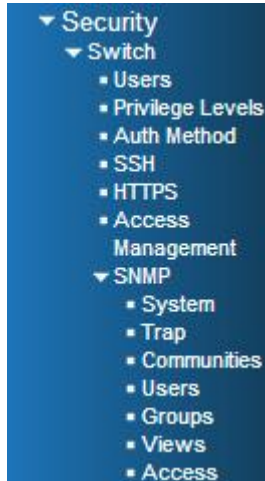 Security
Switch
Users
Privilege Levels
Auth Method
SSH
HTTPS
Access
Management
SNMP
System
Trap
Communities
Users
Groups
Views
Access